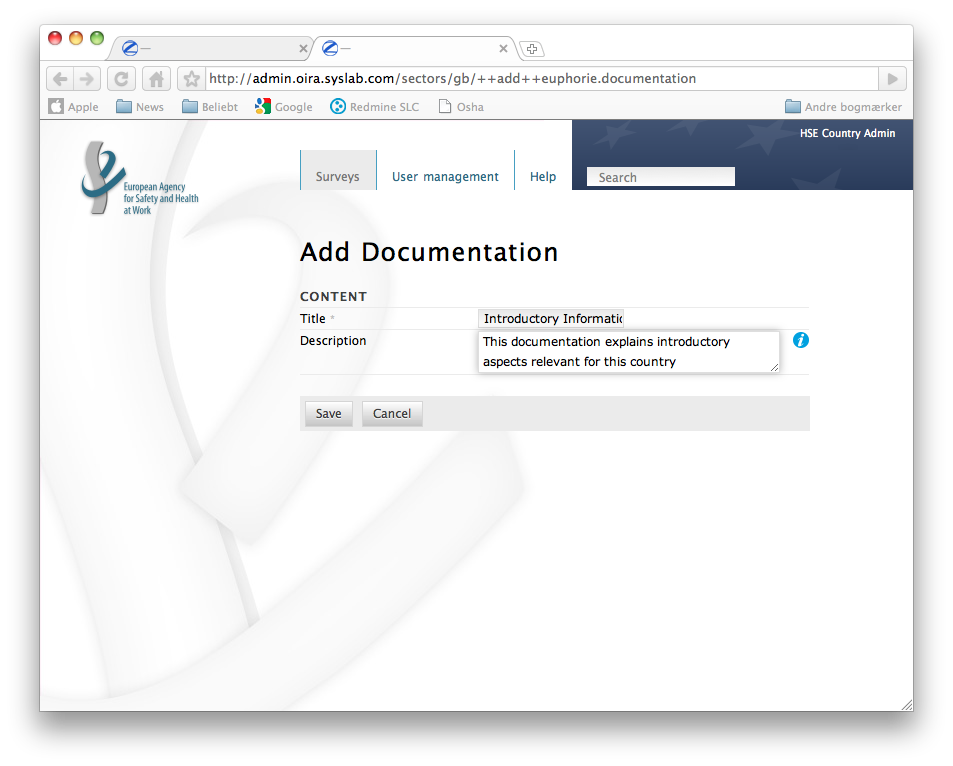 —
—
http://admin.oira.syslab.com/sectors/gb/++add++euphorie.documentation
Apple News Beliebt Google Redmine SLC Osha Andre bogmærker
HSE Country Admin
European Agency
for Safety and Health
at Work
Surveys User management Help Search
Add Documentation
CONTENT
Title *
Introductory Informatic
Description
This documentation explains introductory
aspects relevant for this country
i
Save Cancel